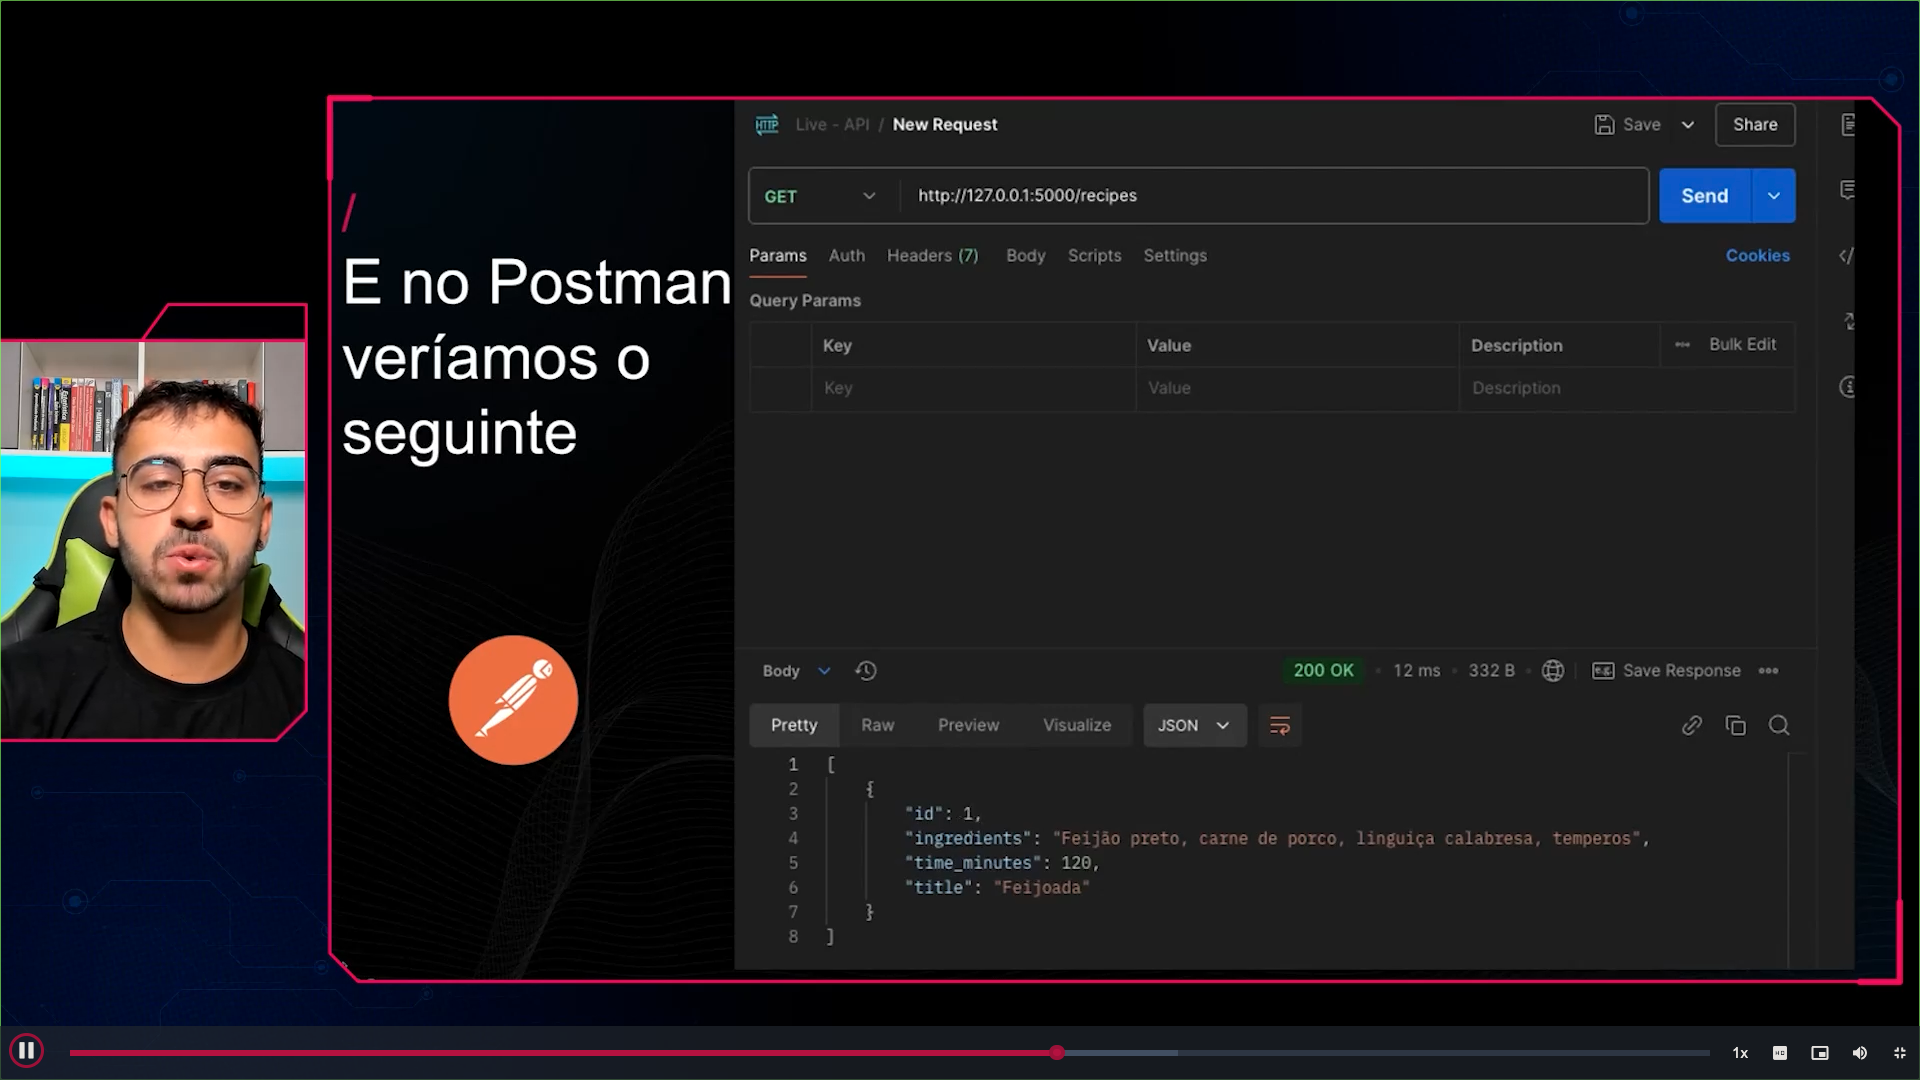 /
E no Postman
veríamos o
seguinte
HTTP Live - API / New Request Save Share
GET http://127.0.0.1:5000/recipes Send
Params Auth Headers (7) Body Scripts Settings Cookies
Query Params
Key Value Description ••• Bulk Edit
Key Value Description
Body 200 OK • 12 ms • 332 B • e.g. Save Response •••
Pretty Raw Preview Visualize JSON
1 [
2 {
3 "id": 1,
4 "ingredients": "Feijão preto, carne de porco, linguiça calabresa, temperos",
5 "time_minutes": 120,
6 "title": "Feijoada"
7 }
8 ]
1x HD